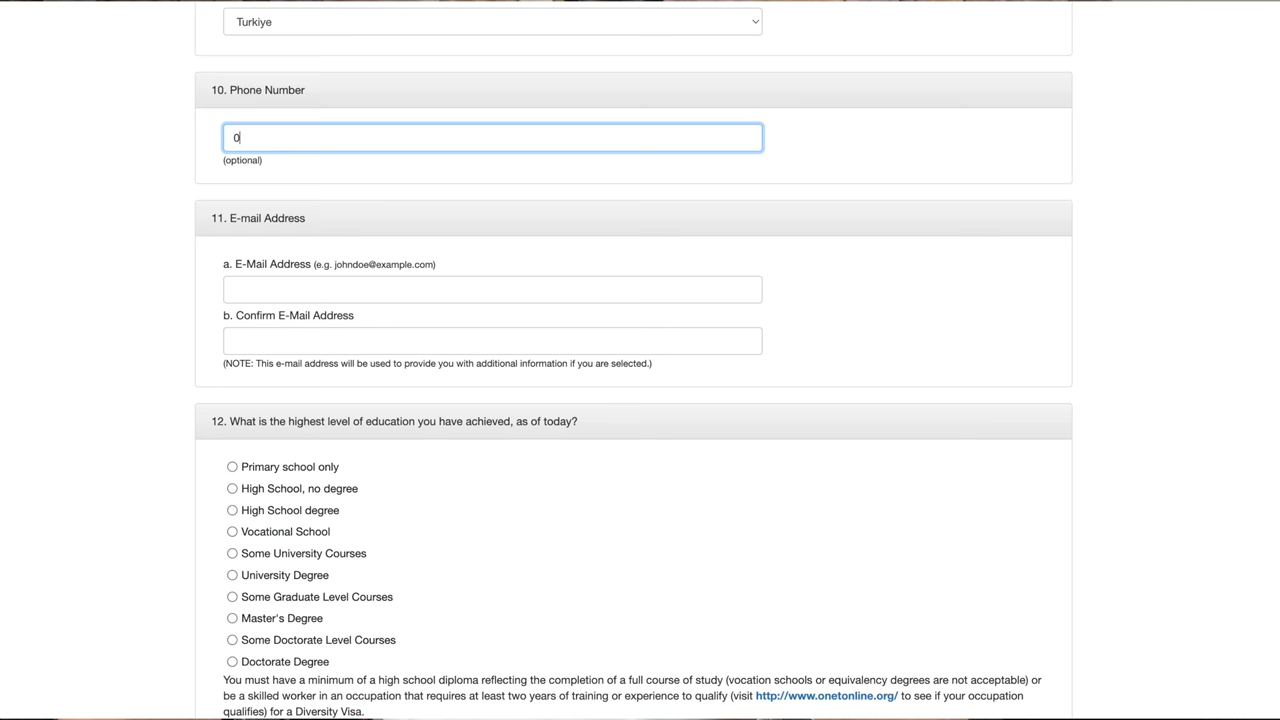 Turkiye
10. Phone Number
0
(optional)
11. E-mail Address
a. E-Mail Address (e.g. johndoe@example.com)
b. Confirm E-Mail Address
(NOTE: This e-mail address will be used to provide you with additional information if you are selected.)
12. What is the highest level of education you have achieved, as of today?
Primary school only
High School, no degree
High School degree
Vocational School
Some University Courses
University Degree
Some Graduate Level Courses
Master's Degree
Some Doctorate Level Courses
Doctorate Degree
You must have a minimum of a high school diploma reflecting the completion of a full course of study (vocation schools or equivalency degrees are not acceptable) or
be a skilled worker in an occupation that requires at least two years of training or experience to qualify (visit http://www.onetonline.org/ to see if your occupation
qualifies) for a Diversity Visa.